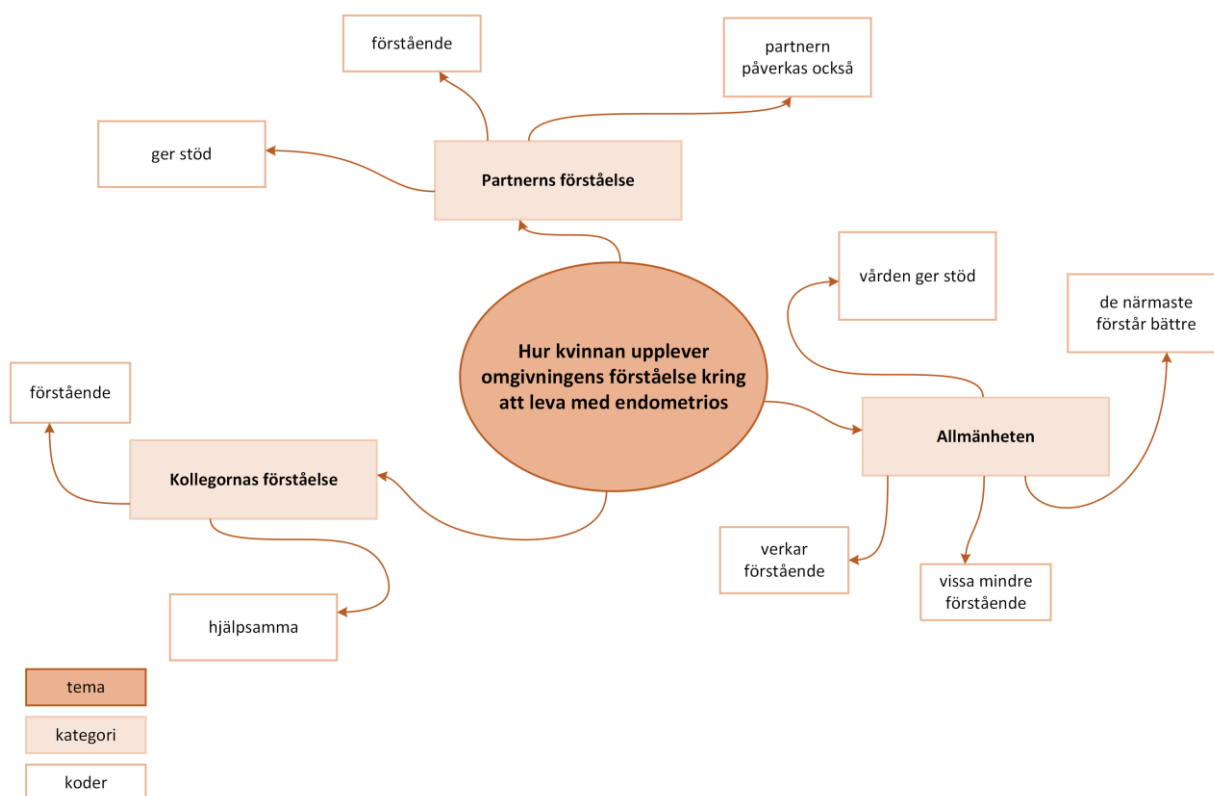 förstående
partnern
påverkas också
ger stöd
Partnerns förståelse
vården ger stöd
de närmaste
förstår bättre
Hur kvinnan upplever
omgivningens förståelse kring
att leva med endometrios
förstående
Allmänheten
Kollegornas förståelse
verkar
förstående
vissa mindre
förstående
hjälpsamma
tema
kategori
koder